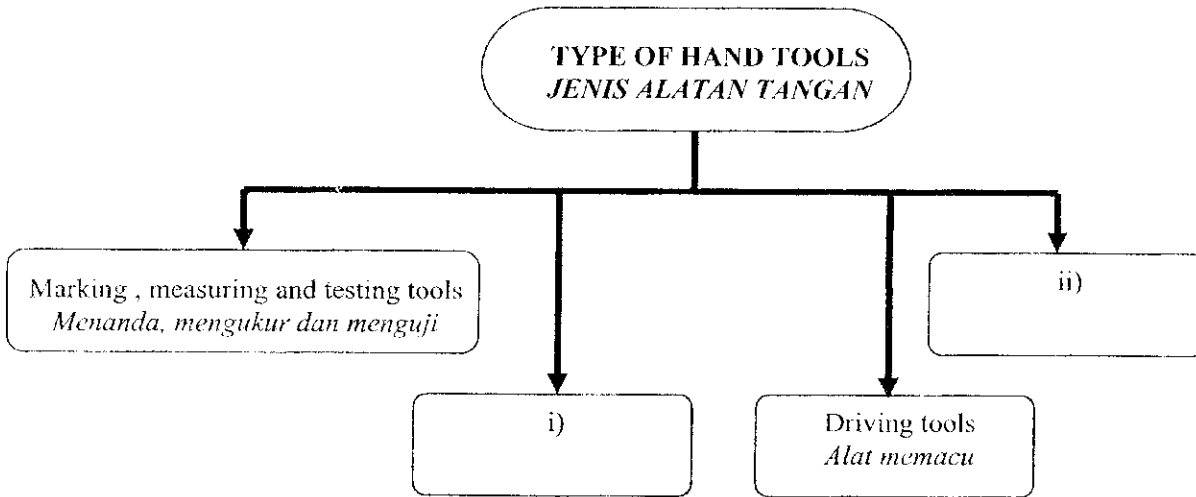 TYPE OF HAND TOOLS
JENIS ALATAN TANGAN
Marking , measuring and testing tools
Menanda, mengukur dan menguji
ii)
i)
Driving tools
Alat memacu